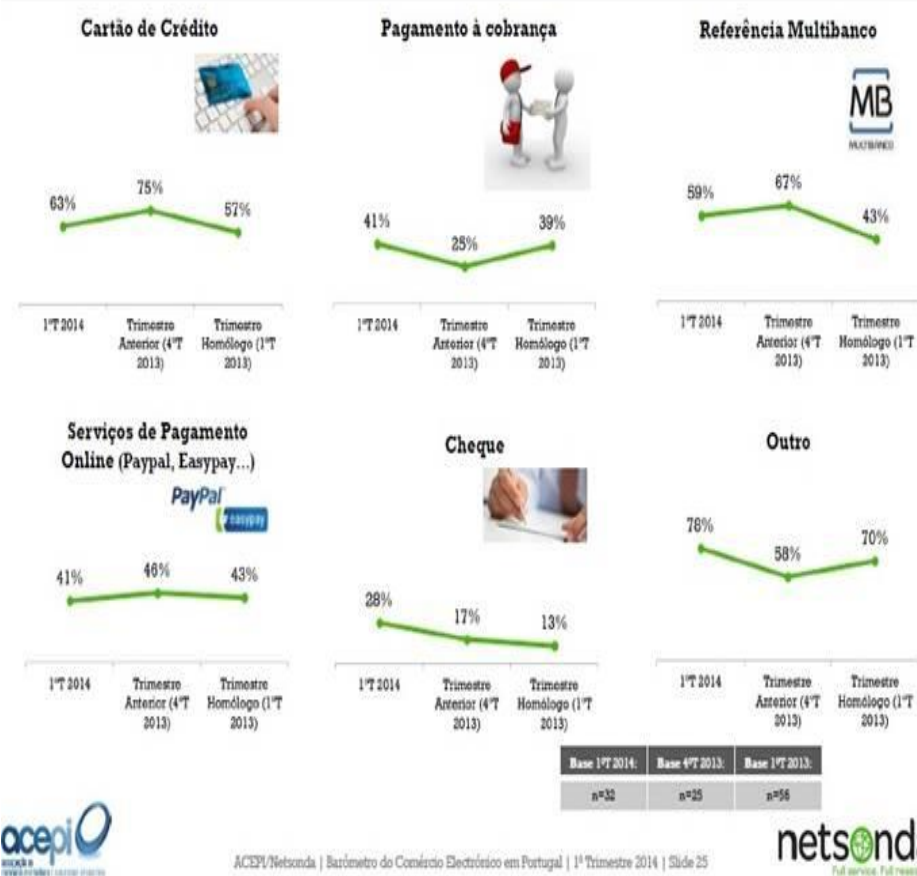 Cartão de Crédito
63%
75%
57%
1ºT 2014
Trimestre
Anterior (4ºT
2013)
Trimestre
Homólogo (1ºT
2013)
Pagamento à cobrança
41%
25%
39%
1ºT 2014
Trimestre
Anterior (4ºT
2013)
Trimestre
Homólogo (1ºT
2013)
Referência Multibanco
MB
MULTIBANCO
59%
67%
43%
1ºT 2014
Trimestre
Anterior (4ºT
2013)
Trimestre
Homólogo (1ºT
2013)
Serviços de Pagamento
Online (Paypal, Easypay...)
PayPal
easypay
41%
46%
43%
1ºT 2014
Trimestre
Anterior (4ºT
2013)
Trimestre
Homólogo (1ºT
2013)
Cheque
28%
17%
13%
1ºT 2014
Trimestre
Anterior (4ºT
2013)
Trimestre
Homólogo (1ºT
2013)
Outro
78%
58%
70%
1ºT 2014
Trimestre
Anterior (4ºT
2013)
Trimestre
Homólogo (1ºT
2013)
Base 1ºT 2014: Base 4ºT 2013: Base 1ºT 2013:
n=32 n=25 n=56
acepi
ACEPI/Netsonda | Barómetro do Comércio Electrónico em Portugal | 1º Trimestre 2014 | Slide 25
netsond
Full service. Full